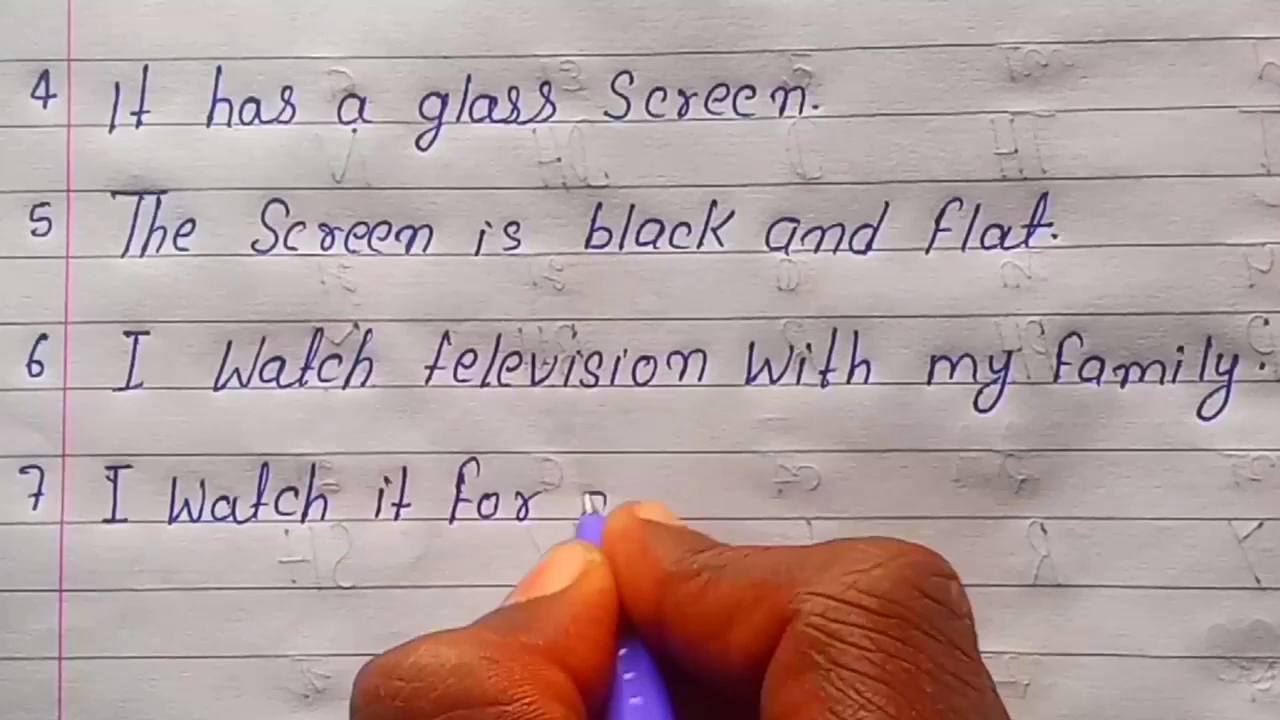 4 It has a glass Screen.
5 The Screen is black and flat.
6 I Watch television With my family.
7 I Watch it for